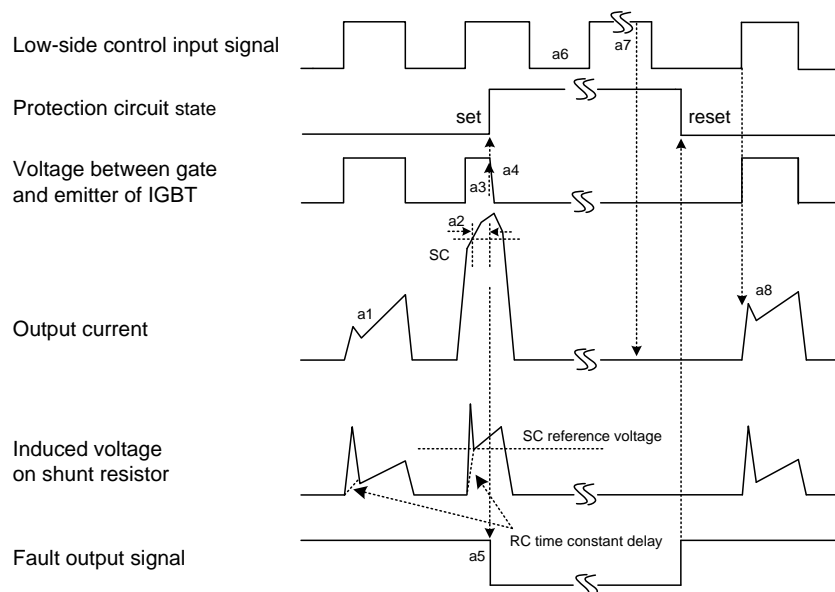 Low-side control input signal
a6
a7
Protection circuit state
set
reset
Voltage between gate
and emitter of IGBT
a3
a4
a2
SC
Output current
a1
a8
Induced voltage
on shunt resistor
SC reference voltage
RC time constant delay
Fault output signal
a5